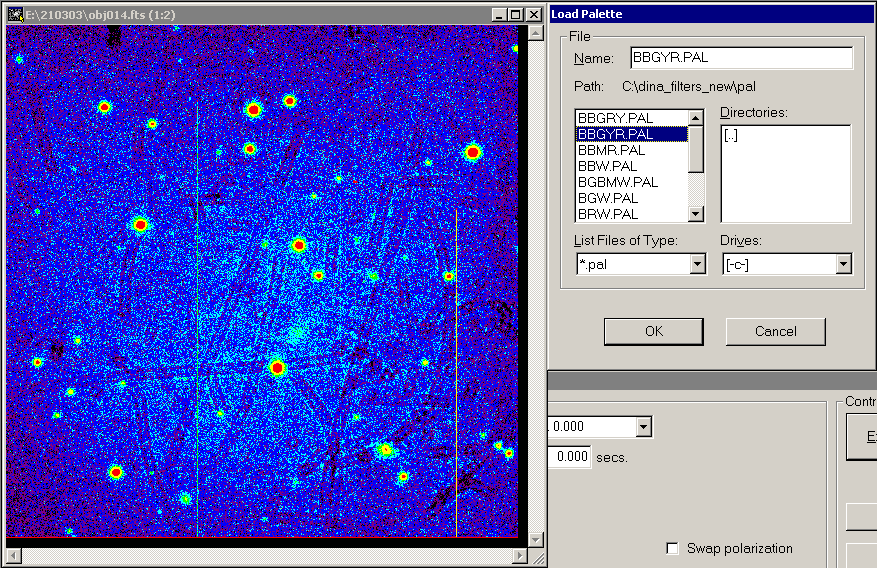 E:\210303\obj014.fts (1:2)
Load Palette
File
Name: BBGYR.PAL
Path: C:\dina_filters_new\pal
BBGRY.PAL
BBGYR.PAL
BBMR.PAL
BBW.PAL
BGBMW.PAL
BGW.PAL
BRW.PAL
Directories:
[..]
List Files of Type:
*.pal
Drives:
[-c-]
OK Cancel
0.000
0.000 secs.
Swap polarization
Contr